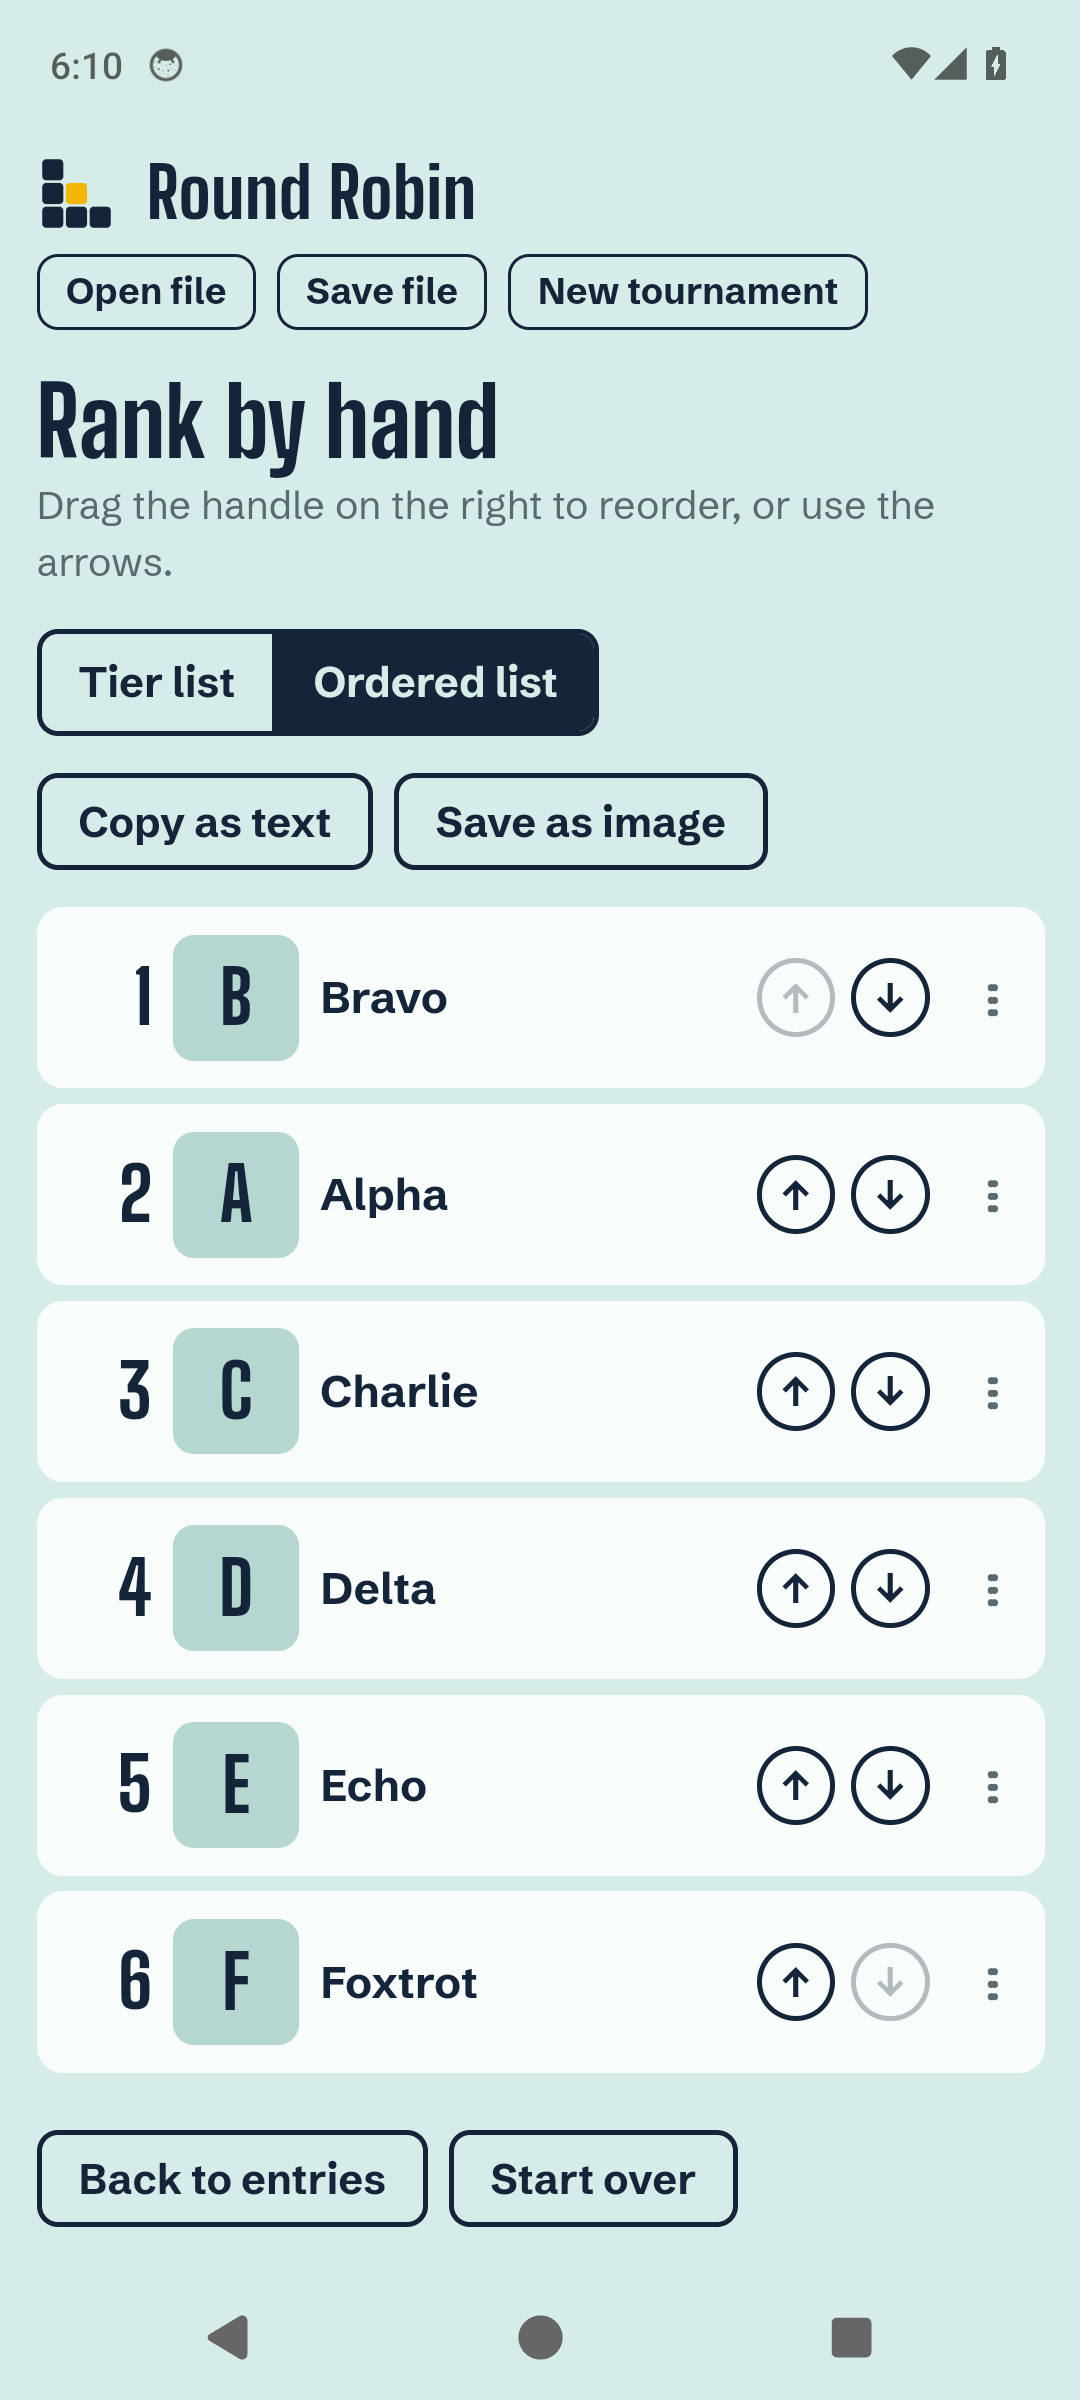 6:10
Round Robin
Open file Save file New tournament
Rank by hand
Drag the handle on the right to reorder, or use the
arrows.
Tier list Ordered list
Copy as text Save as image
1 B Bravo
2 A Alpha
3 C Charlie
4 D Delta
5 E Echo
6 F Foxtrot
Back to entries Start over